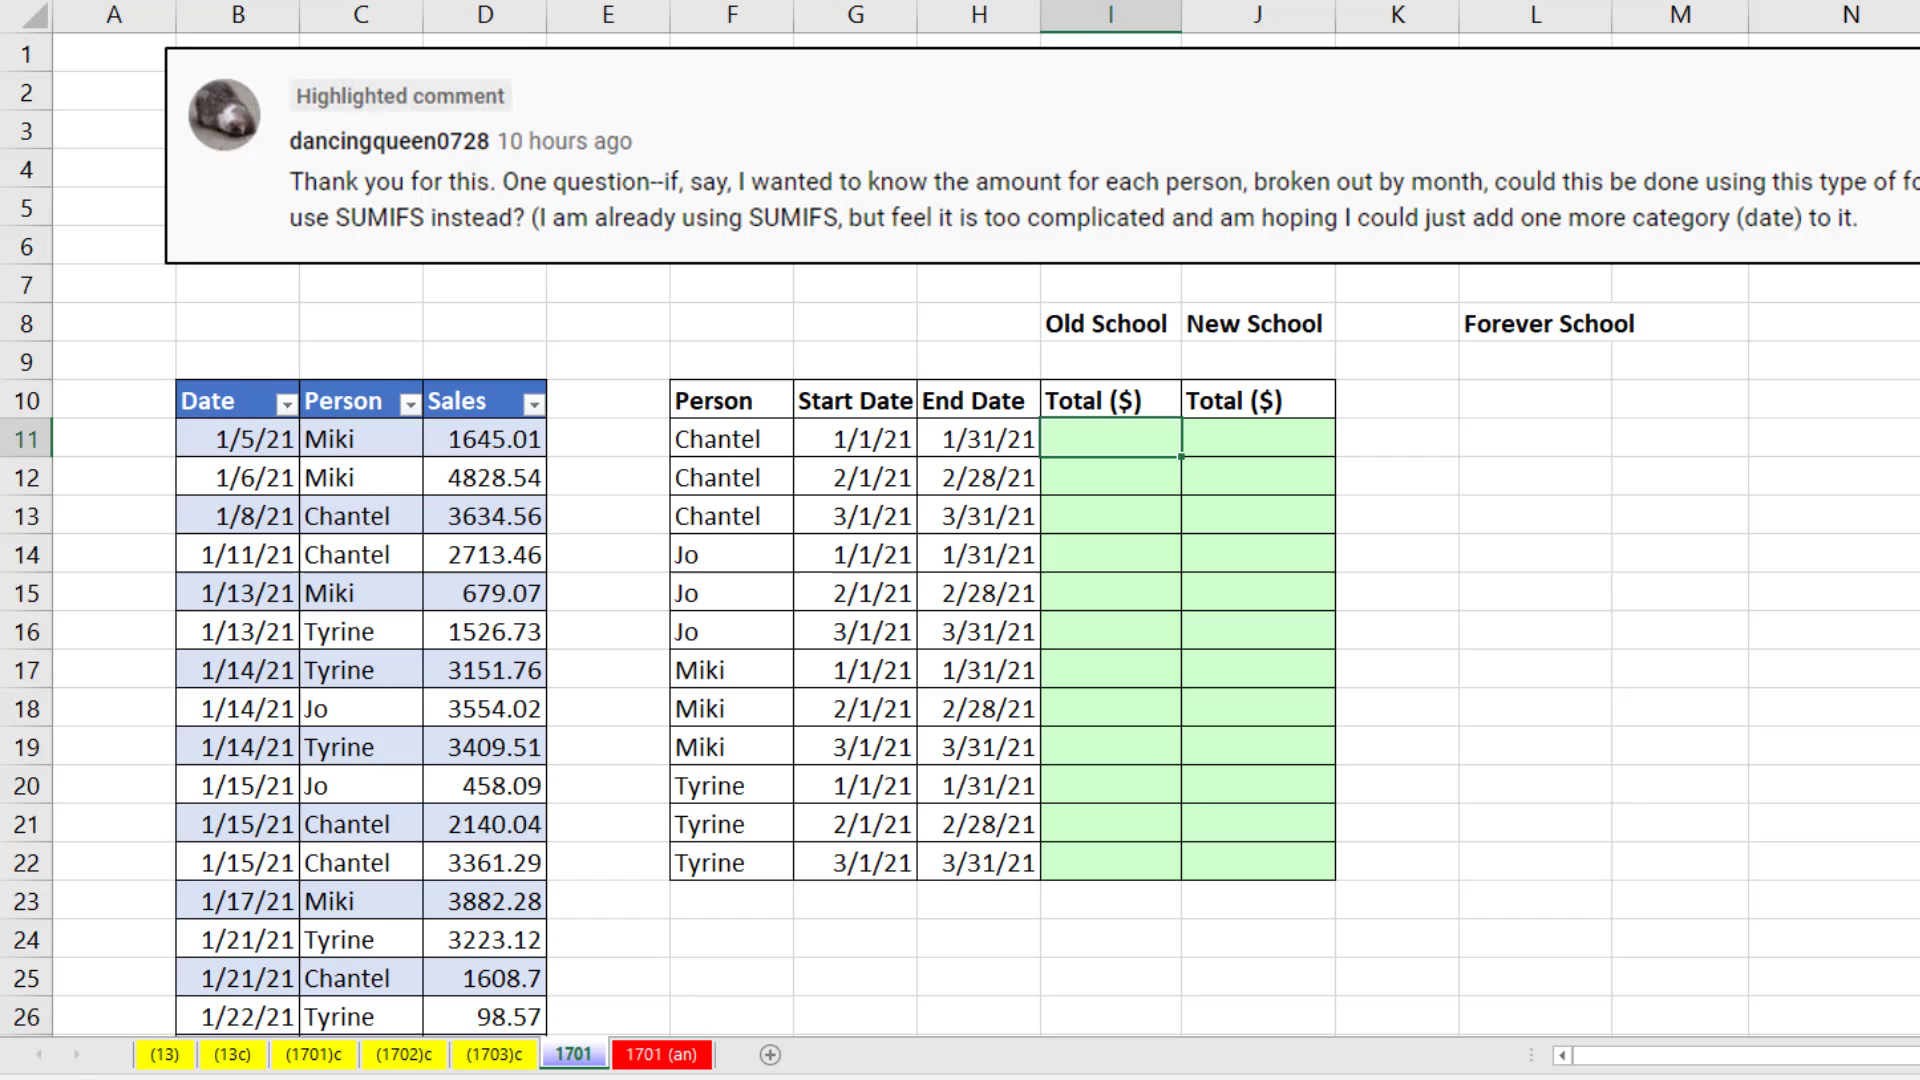 A B C D E F G H I J K L M N
1
2 Highlighted comment
3 dancingqueen0728 10 hours ago
4 Thank you for this. One question--if, say, I wanted to know the amount for each person, broken out by month, could this be done using this type of fo
5 use SUMIFS instead? (I am already using SUMIFS, but feel it is too complicated and am hoping I could just add one more category (date) to it.
6
7
8 Old School New School Forever School
9
10 Date Person Sales Person Start Date End Date Total ($) Total ($)
11 1/5/21 Miki 1645.01 Chantel 1/1/21 1/31/21
12 1/6/21 Miki 4828.54 Chantel 2/1/21 2/28/21
13 1/8/21 Chantel 3634.56 Chantel 3/1/21 3/31/21
14 1/11/21 Chantel 2713.46 Jo 1/1/21 1/31/21
15 1/13/21 Miki 679.07 Jo 2/1/21 2/28/21
16 1/13/21 Tyrine 1526.73 Jo 3/1/21 3/31/21
17 1/14/21 Tyrine 3151.76 Miki 1/1/21 1/31/21
18 1/14/21 Jo 3554.02 Miki 2/1/21 2/28/21
19 1/14/21 Tyrine 3409.51 Miki 3/1/21 3/31/21
20 1/15/21 Jo 458.09 Tyrine 1/1/21 1/31/21
21 1/15/21 Chantel 2140.04 Tyrine 2/1/21 2/28/21
22 1/15/21 Chantel 3361.29 Tyrine 3/1/21 3/31/21
23 1/17/21 Miki 3882.28
24 1/21/21 Tyrine 3223.12
25 1/21/21 Chantel 1608.7
26 1/22/21 Tyrine 98.57
(13) (13c) (1701)c (1702)c (1703)c 1701 1701 (an)